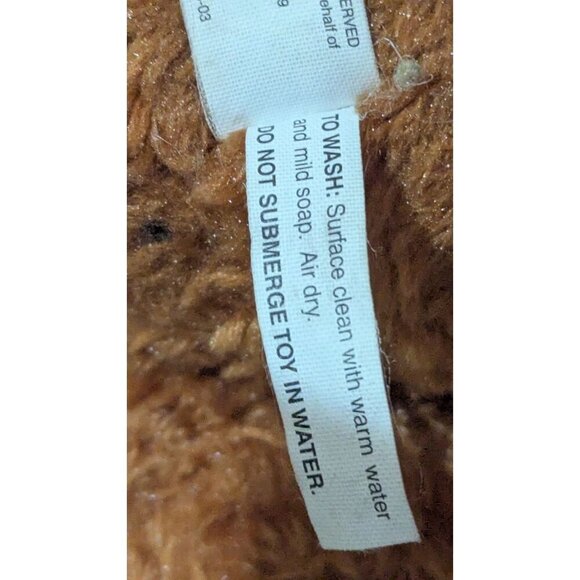 ERVED
ehalf of
9
-03
TO WASH: Surface clean with warm water
and mild soap. Air dry.
DO NOT SUBMERGE TOY IN WATER.